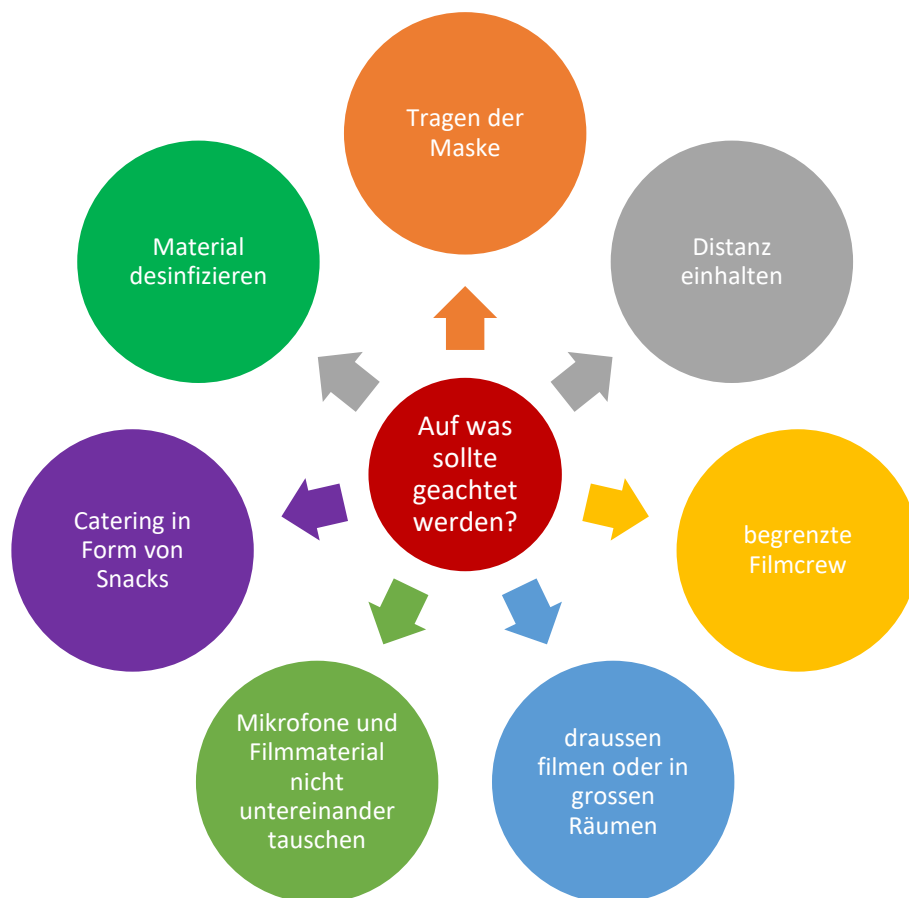 Tragen der
Maske
Distanz
einhalten
begrenzte
Filmcrew
draussen
filmen oder in
grossen
Räumen
Mikrofone und
Filmmaterial
nicht
untereinander
tauschen
Catering in
Form von
Snacks
Material
desinfizieren
Auf was
sollte
geachtet
werden?